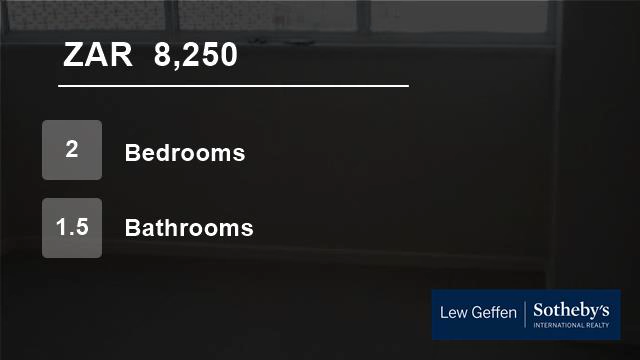 ZAR 8,250
2 Bedrooms
1.5 Bathrooms
Lew Geffen | Sotheby's
INTERNATIONAL REALTY